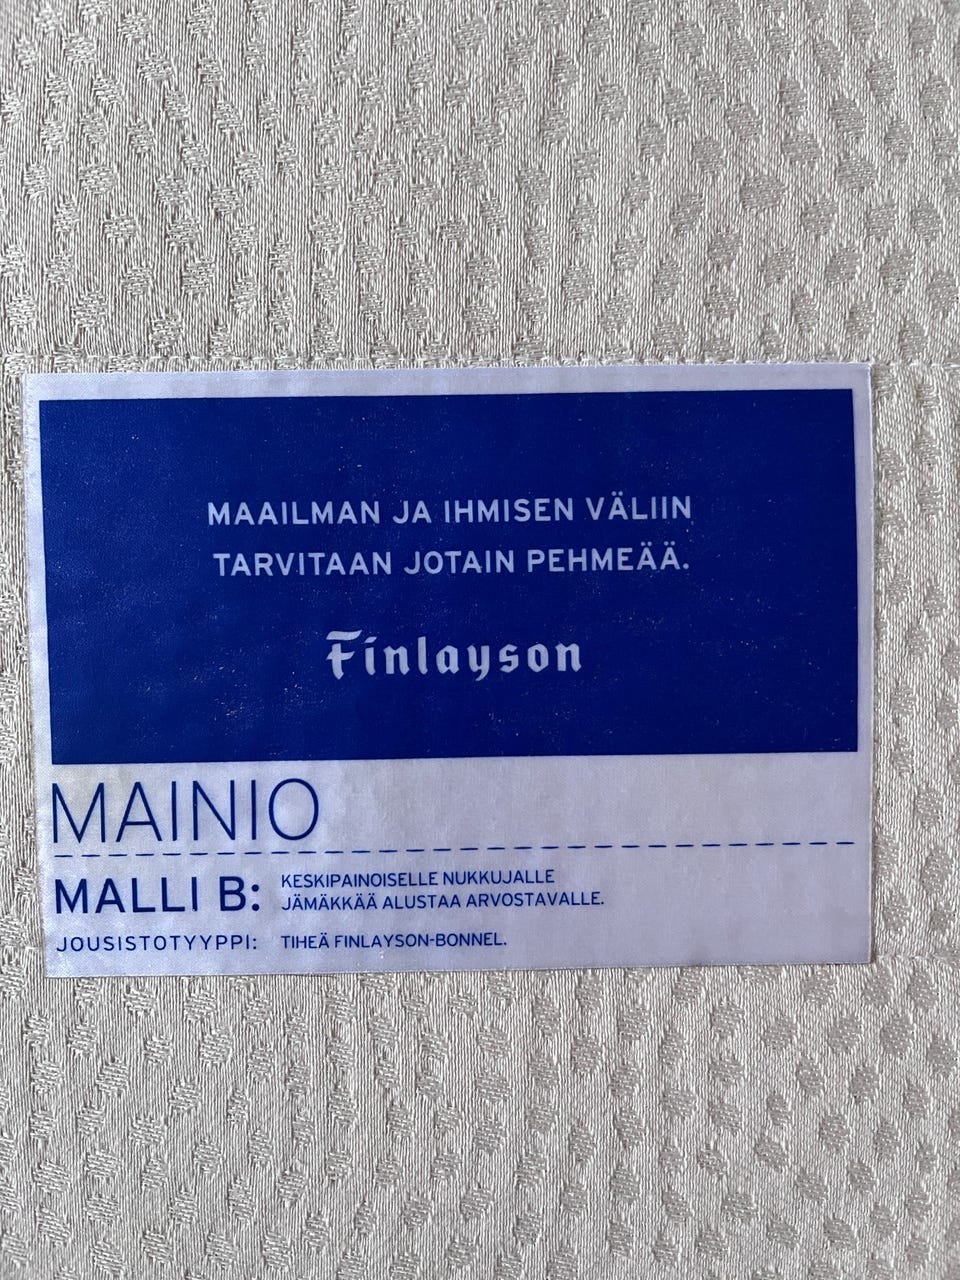 MAAILMAN JA IHMISEN VÄLIIN
TARVITAAN JOTAIN PEHMEÄÄ.
Finlayson
MAINIO
MALLI B: KESKIPAINOISELLE NUKKUJALLE
JÄMÄKKÄÄ ALUSTAA ARVOSTAVALLE.
JOUSISTOTYYPPI: TIHEÄ FINLAYSON-BONNEL.